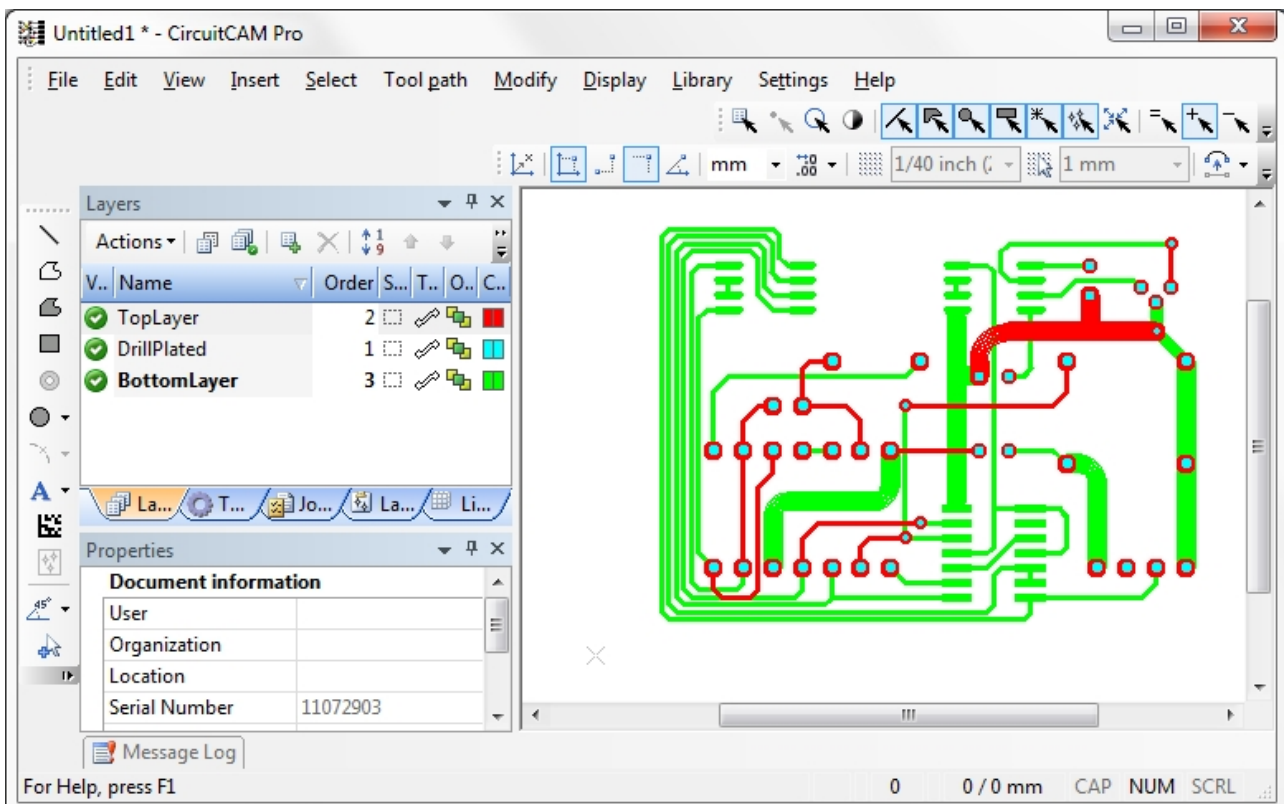 Untitled1 * - CircuitCAM Pro
File Edit View Insert Select Tool path Modify Display Library Settings Help
mm 1/40 inch (2 1 mm
Layers
Actions
V.. Name Order S... T.. O.. C..
TopLayer 2
DrillPlated 1
BottomLayer 3
La... T... Jo... La... Li...
Properties
Document information
User
Organization
Location
Serial Number 11072903
Message Log
For Help, press F1 0 0 / 0 mm CAP NUM SCRL